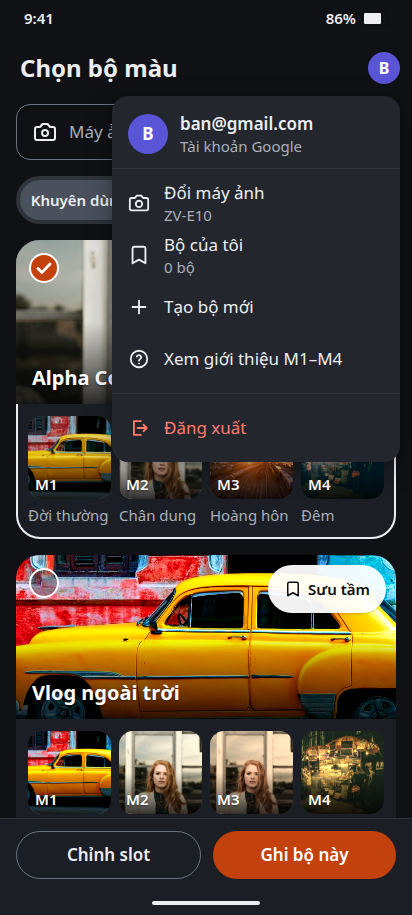 9:41
86%
Chọn bộ màu
B
Máy
B
ban@gmail.com
Tài khoản Google
Đổi máy ảnh
ZV-E10
Bộ của tôi
0 bộ
Tạo bộ mới
Xem giới thiệu M1–M4
Đăng xuất
Alpha
M1
M2
M3
M4
Đời thường
Chân dung
Hoàng hôn
Đêm
Sưu tầm
Vlog ngoài trời
M1
M2
M3
M4
Chỉnh slot
Ghi bộ này